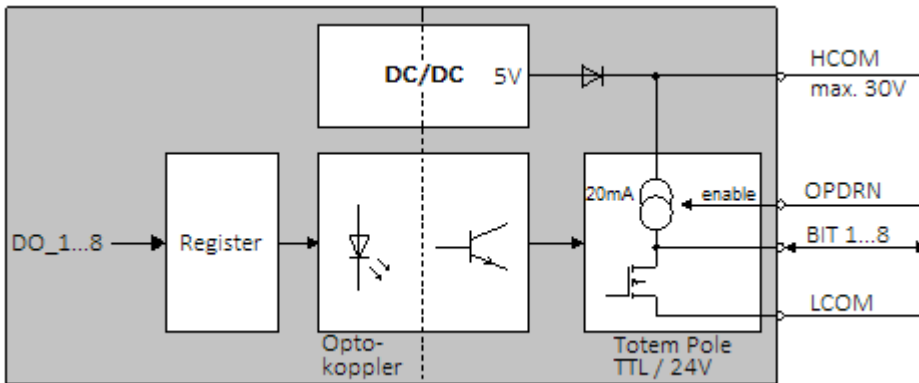 DC/DC
5V
HCOM
max. 30V
20mA
enable
OPDRN
DO_1...8
Register
BIT 1...8
LCOM
Opto-
koppler
Totem Pole
TTL / 24V